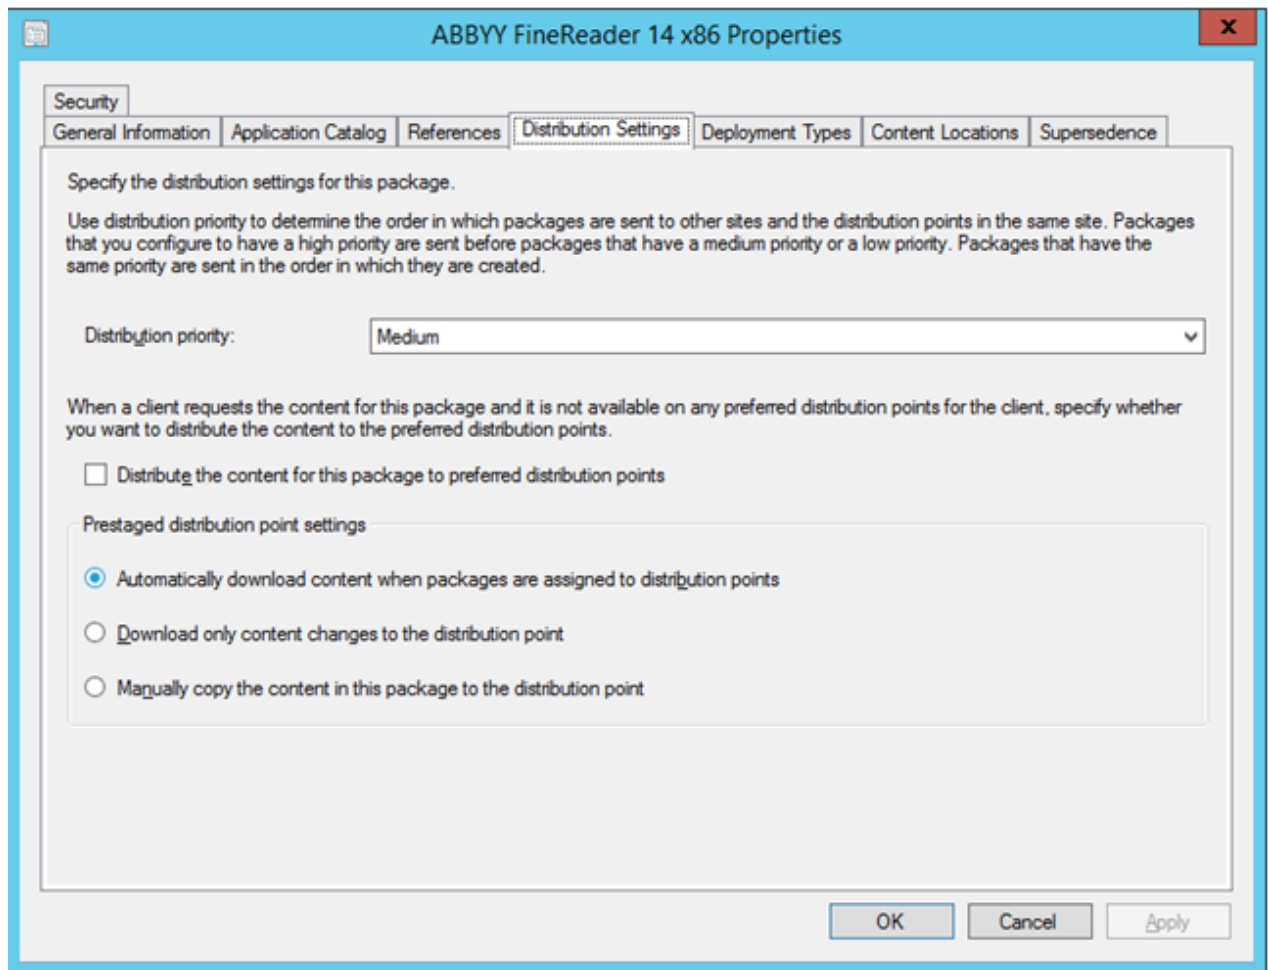 ABBYY FineReader 14 x86 Properties
x
Security
General Information
Application Catalog
References
Distribution Settings
Deployment Types
Content Locations
Supersedence
Specify the distribution settings for this package.
Use distribution priority to determine the order in which packages are sent to other sites and the distribution points in the same site. Packages
that you configure to have a high priority are sent before packages that have a medium priority or a low priority. Packages that have the
same priority are sent in the order in which they are created.
Distribution priority:
Medium
When a client requests the content for this package and it is not available on any preferred distribution points for the client, specify whether
you want to distribute the content to the preferred distribution points.
Distribute the content for this package to preferred distribution points
Prestaged distribution point settings
Automatically download content when packages are assigned to distribution points
Download only content changes to the distribution point
Manually copy the content in this package to the distribution point
OK
Cancel
Apply